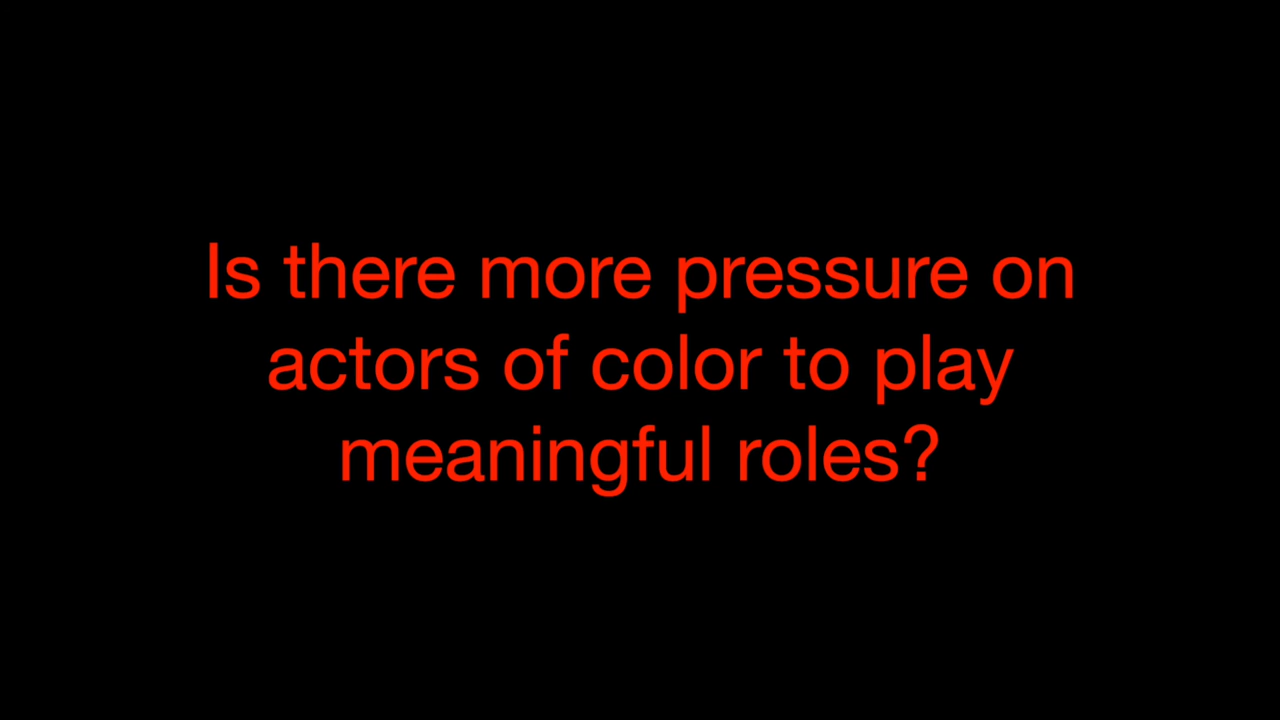 Is there more pressure on
actors of color to play
meaningful roles?